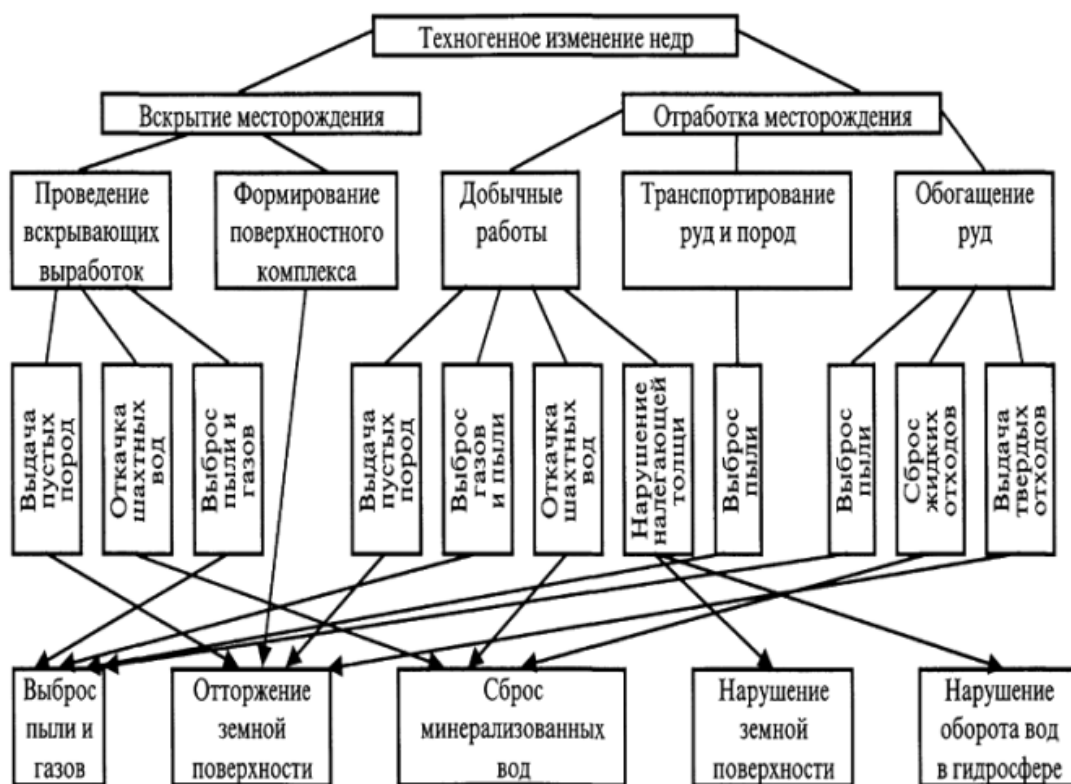 Техногенное изменение недр
Вскрытие месторождения
Отработка месторождения
Проведение
вскрывающих
выработок
Формирование
поверхностного
комплекса
Добычные
работы
Транспортирование
руд и пород
Обогащение
руд
Выдача
пустых
пород
Откачка
шахтных
вод
Выброс
пыли и
газов
Выдача
пустых
пород
Выброс
газов
и пыли
Откачка
шахтных
вод
Нарушение
налегающей
толщи
Выброс
пыли
Выброс
пыли
Сброс
жидких
отходов
Выдача
твердых
отходов
Выброс
пыли и
газов
Отторжение
земной
поверхности
Сброс
минерализованных
вод
Нарушение
земной
поверхности
Нарушение
оборота вод
в гидросфере